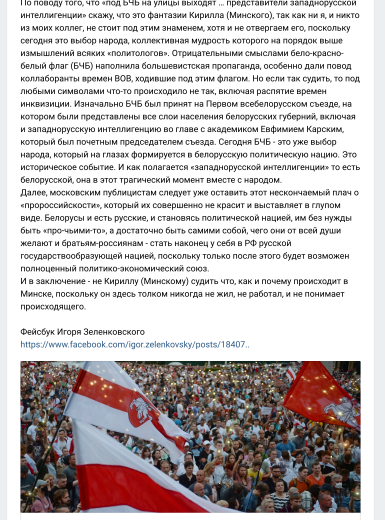 По поводу того, что «под БЧБ на улицы выходят ... представители западнорусской
интеллигенции» скажу, что это фантазии Кирилла (Минского), так как ни я, и никто
из моих коллег, не стоит под этим знаменем, хотя и не отвергаем его, поскольку
сегодня это выбор народа, коллективная мудрость которого на порядок выше
измышлений всяких «политологов». Отрицательными смыслами бело-красно-
белый флаг (БЧБ) наполнила большевистская пропаганда, особенно дали повод
коллаборанты времен ВОВ, ходившие под этим флагом. Но если так судить, то под
любыми символами что-то происходило не так, включая распятие времен
инквизиции. Изначально БЧБ был принят на Первом всебелорусском съезде, на
котором были представлены все слои населения белорусских губерний, включая
и западнорусскую интеллигенцию во главе с академиком Евфимием Карским,
который был почетным председателем съезда. Сегодня БЧБ - это уже выбор
народа, который на глазах формируется в белорусскую политическую нацию. Это
историческое событие. И как полагается «западнорусской интеллигенции» то есть
белорусской, она в этот трагический момент вместе с народом.
Далее, московским публицистам следует уже оставить этот нескончаемый плач о
«пророссийскости», который их совершенно не красит и выставляет в глупом
виде. Белорусы и есть русские, и становясь политической нацией, им без нужды
быть «про-чьими-то», а достаточно быть самими собой, чего они от всей души
желают и братьям-россиянам - стать наконец у себя в РФ русской
государствообразующей нацией, поскольку только после этого будет возможен
полноценный политико-экономический союз.
И в заключение - не Кириллу (Минскому) судить что, как и почему происходит в
Минске, поскольку он здесь толком никогда не жил, не работал, и не понимает
происходящего.
Фейсбук Игоря Зеленковского
https://www.facebook.com/igor.zelenkovsky/posts/18407..